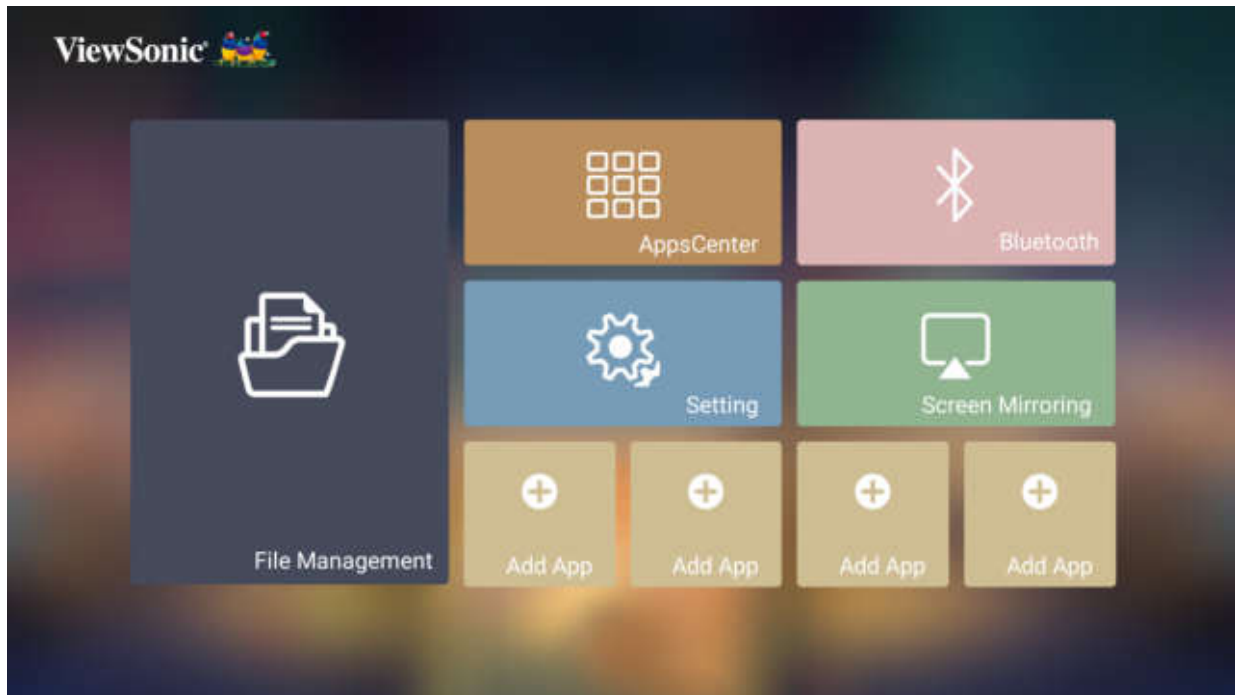 ViewSonic
AppsCenter
Bluetooth
Setting
Screen Mirroring
File Management
Add App
Add App
Add App
Add App